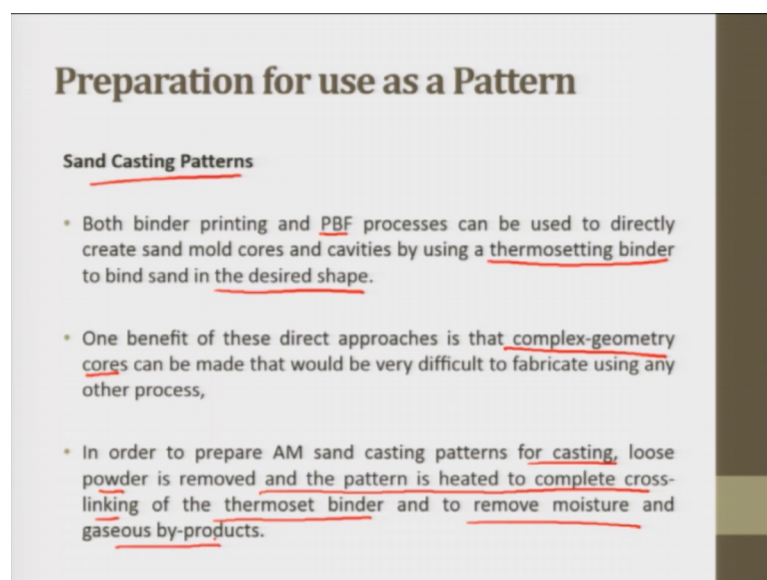 Preparation for use as a Pattern
Sand Casting Patterns
• Both binder printing and PBF processes can be used to directly
create sand mold cores and cavities by using a thermosetting binder
to bind sand in the desired shape.
• One benefit of these direct approaches is that complex-geometry
cores can be made that would be very difficult to fabricate using any
other process,
• In order to prepare AM sand casting patterns for casting, loose
powder is removed and the pattern is heated to complete cross-
linking of the thermoset binder and to remove moisture and
gaseous by-products.